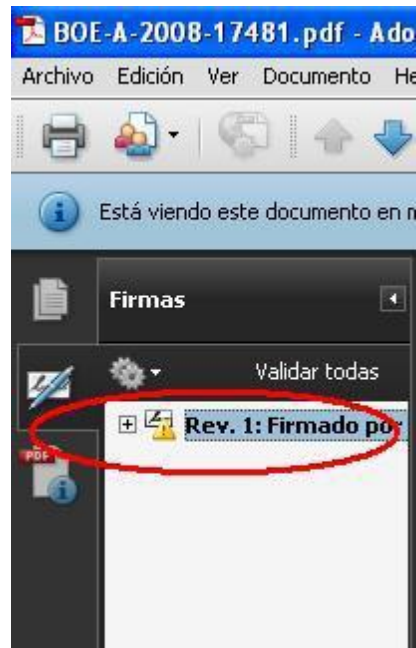 BOE-A-2008-17481.pdf - Ado
Archivo Edición Ver Documento He
Está viendo este documento en m
Firmas
Validar todas
Rev. 1: Firmado por
PDF